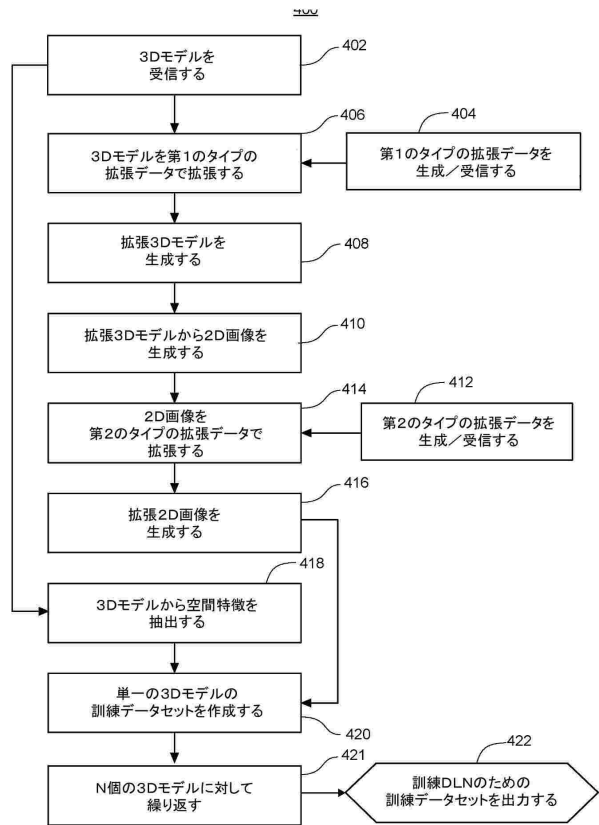 400
3Dモデルを
受信する
402
406
404
3Dモデルを第1のタイプの
拡張データで拡張する
第1のタイプの拡張データを
生成/受信する
拡張3Dモデルを
生成する
408
拡張3Dモデルから2D画像を
生成する
410
414
412
2D画像を
第2のタイプの拡張データで
拡張する
第2のタイプの拡張データを
生成/受信する
416
拡張2D画像を
生成する
418
3Dモデルから空間特徴を
抽出する
単一の3Dモデルの
訓練データセットを作成する
420
421
422
N個の3Dモデルに対して
繰り返す
訓練DLNのための
訓練データセットを出力する